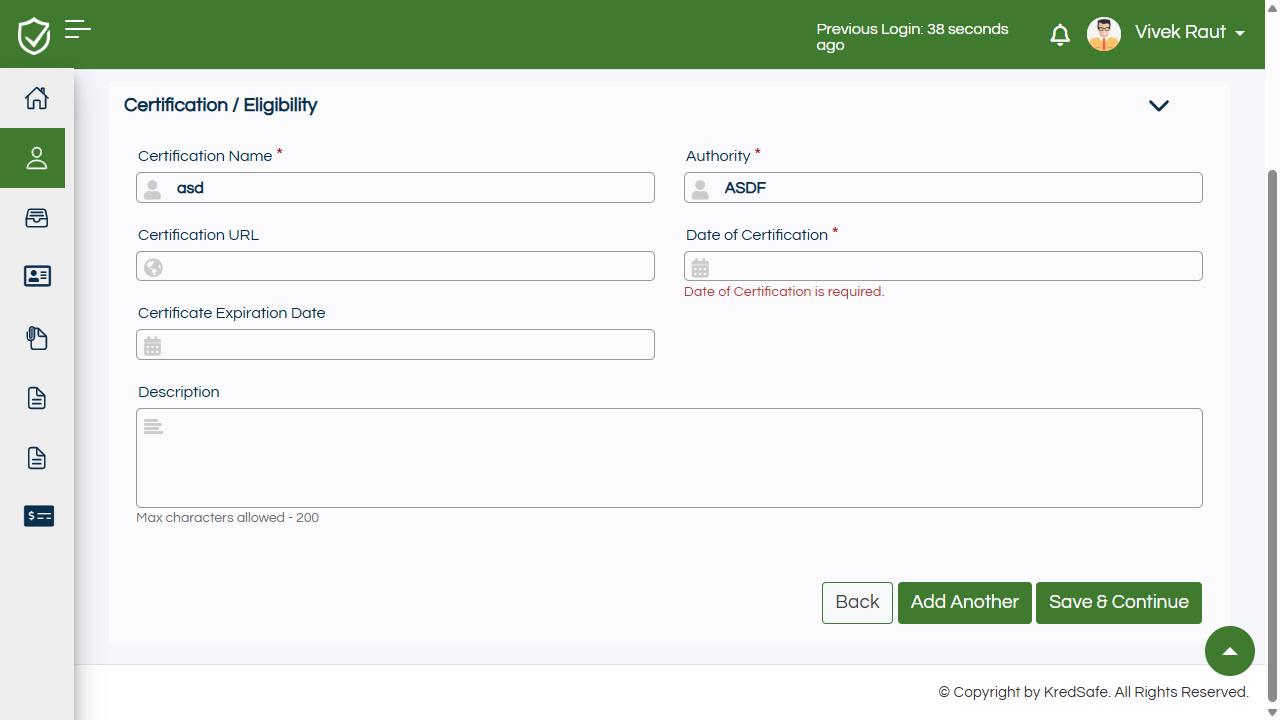 Previous Login: 38 seconds
ago
Vivek Raut
Certification / Eligibility
Certification Name *
Authority *
asd
ASDF
Certification URL
Date of Certification *
Date of Certification is required.
Certificate Expiration Date
Description
Max characters allowed - 200
Back
Add Another
Save & Continue
© Copyright by KredSafe. All Rights Reserved.